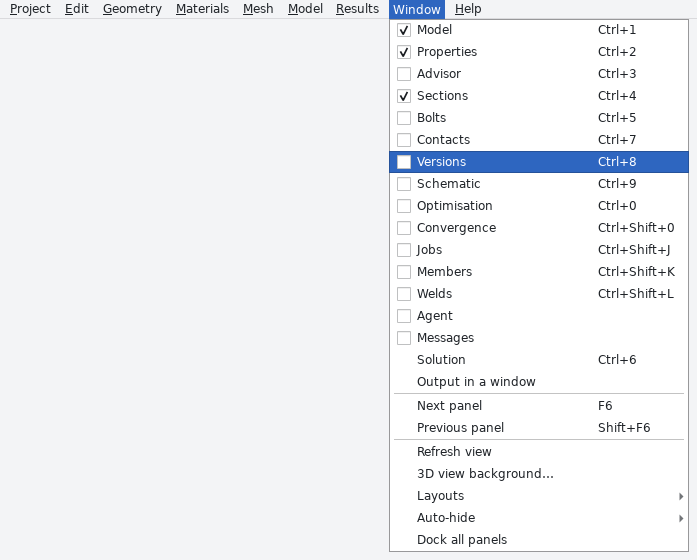 Project Edit Geometry Materials Mesh Model Results Window Help
Model Ctrl+1
Properties Ctrl+2
Advisor Ctrl+3
Sections Ctrl+4
Bolts Ctrl+5
Contacts Ctrl+7
Versions Ctrl+8
Schematic Ctrl+9
Optimisation Ctrl+0
Convergence Ctrl+Shift+0
Jobs Ctrl+Shift+J
Members Ctrl+Shift+K
Welds Ctrl+Shift+L
Agent
Messages
Solution Ctrl+6
Output in a window
Next panel F6
Previous panel Shift+F6
Refresh view
3D view background...
Layouts
Auto-hide
Dock all panels